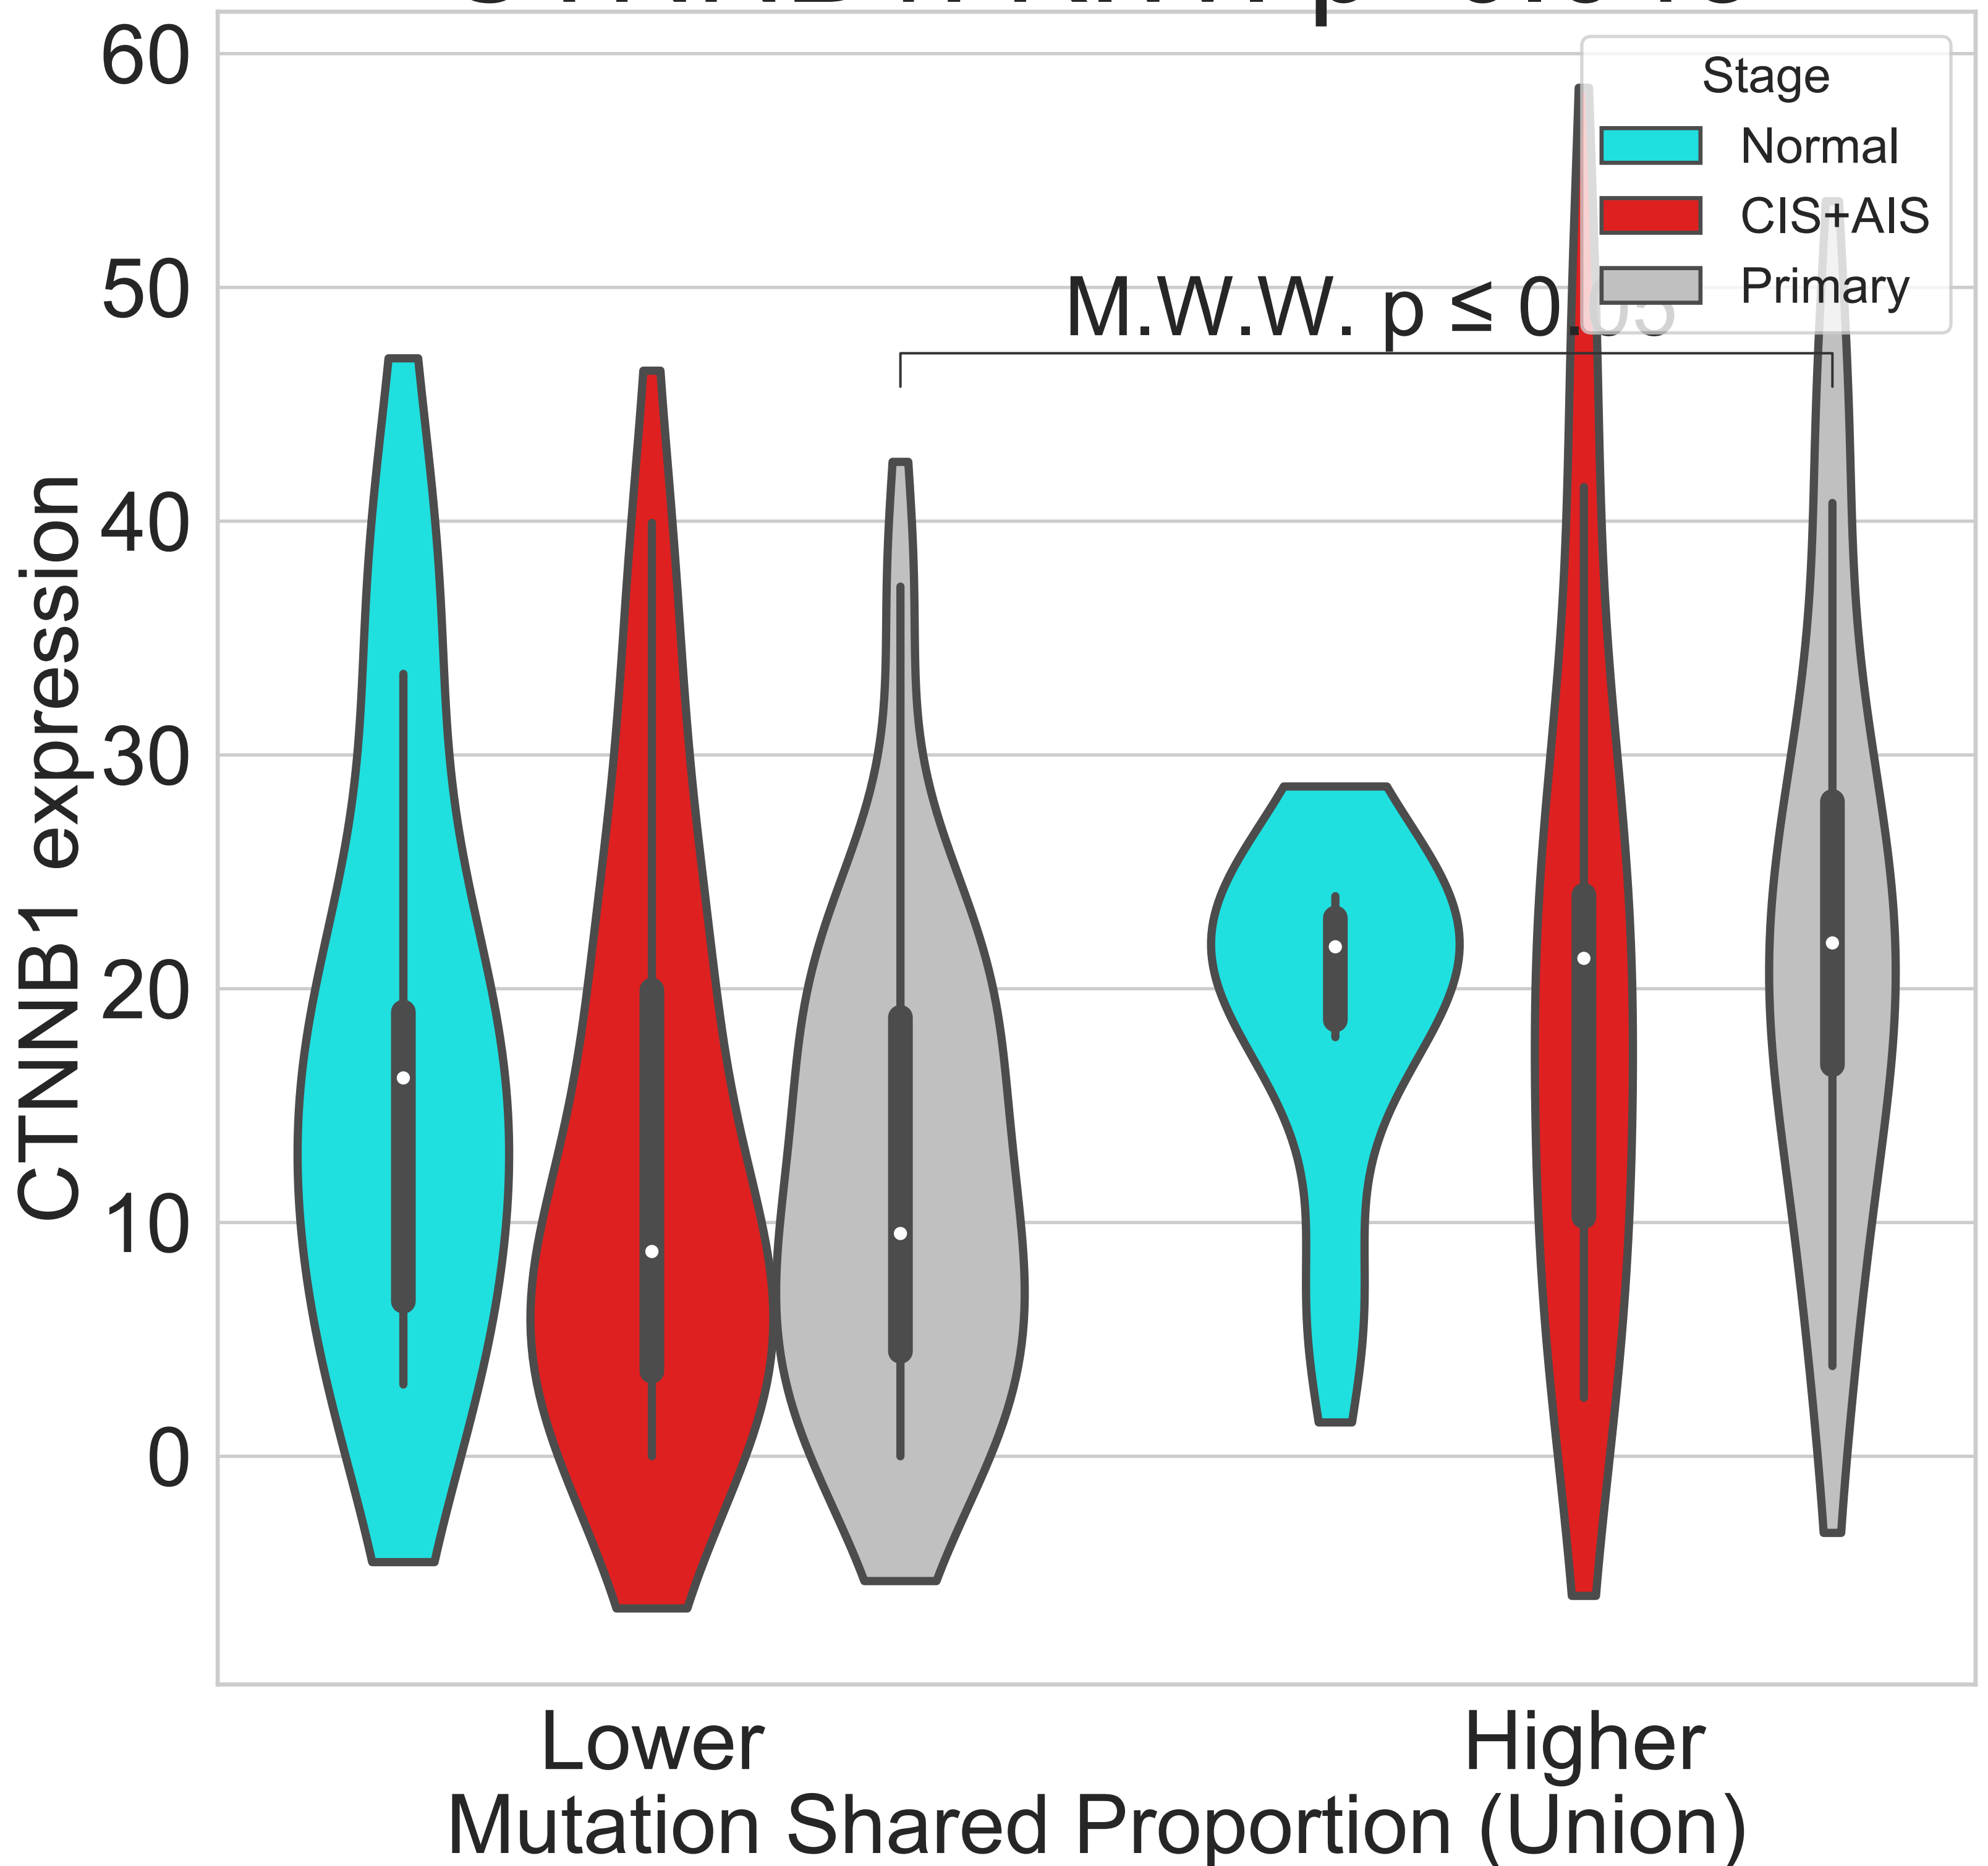 60
50
40
30
20
10
0
CTNNB1 expression
M.W.W. p ≤ 0.05
Stage
Normal
CIS+AIS
Primary
Lower
Higher
Mutation Shared Proportion (Union)